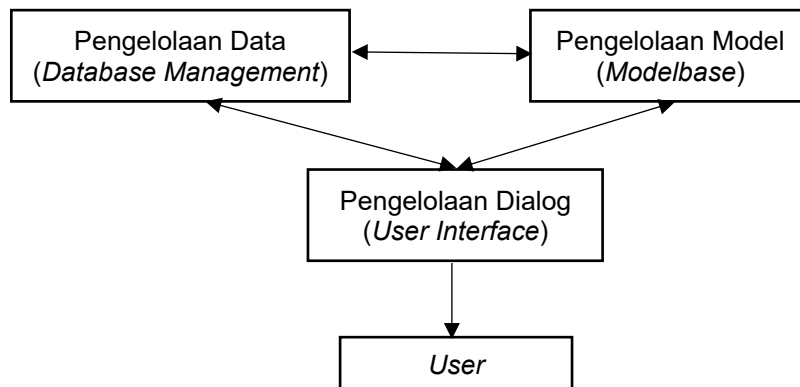 Pengelolaan Data
(Database Management)
Pengelolaan Model
(Modelbase)
Pengelolaan Dialog
(User Interface)
User